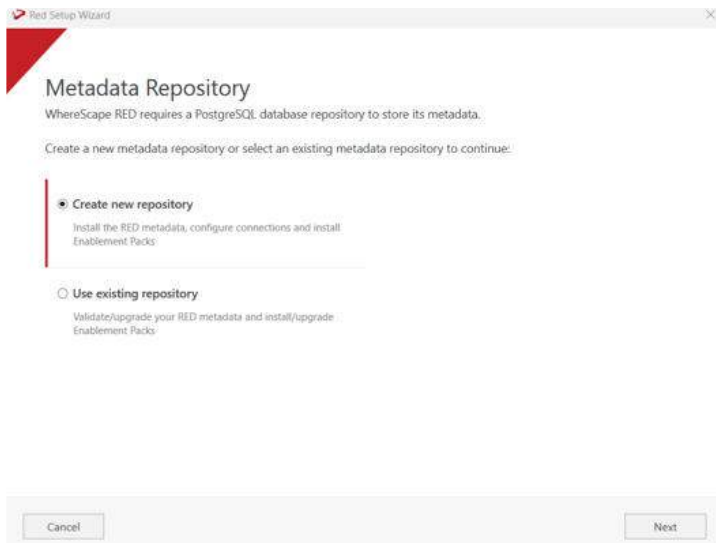 Red Setup Wizard
Metadata Repository
WhereScape RED requires a PostgreSQL database repository to store its metadata.
Create a new metadata repository or select an existing metadata repository to continue:
Create new repository
Install the RED metadata, configure connections and install
Enablement Packs
Use existing repository
Validate/upgrade your RED metadata and install/upgrade
Enablement Packs
Cancel
Next